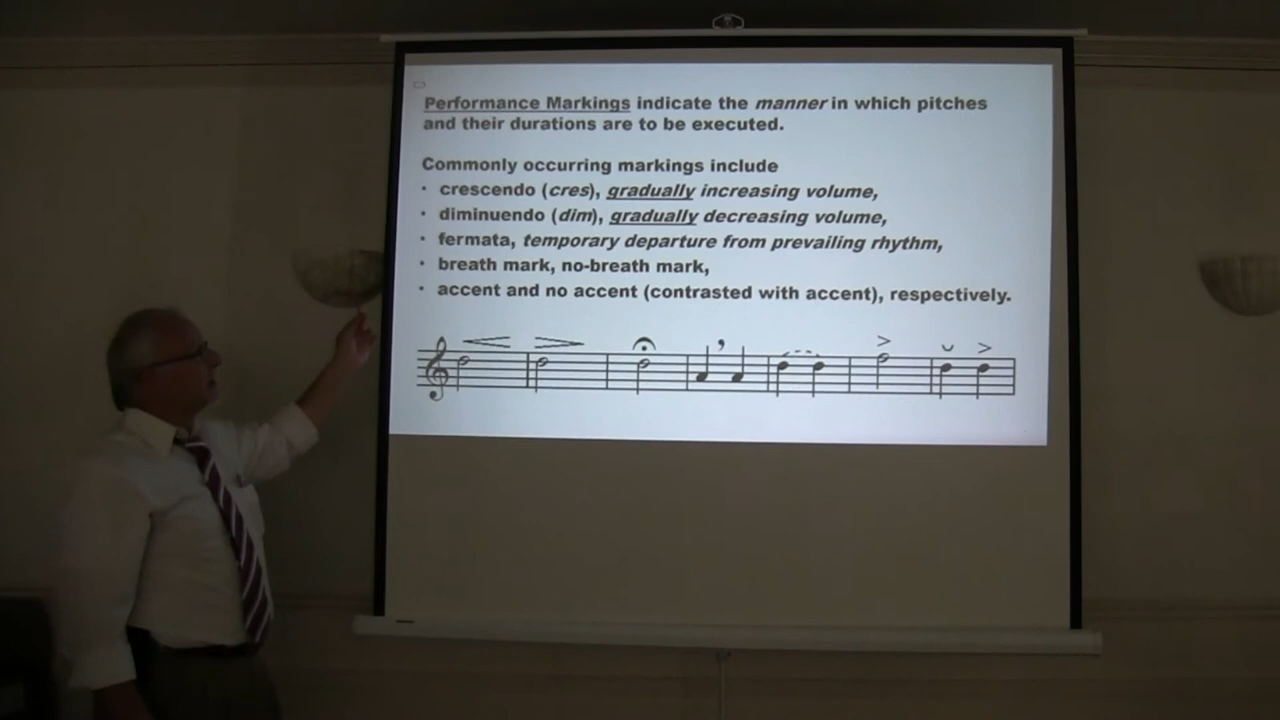 Performance Markings indicate the manner in which pitches
and their durations are to be executed.
Commonly occurring markings include
• crescendo (cres), gradually increasing volume,
• diminuendo (dim), gradually decreasing volume,
• fermata, temporary departure from prevailing rhythm,
• breath mark, no-breath mark,
• accent and no accent (contrasted with accent), respectively.